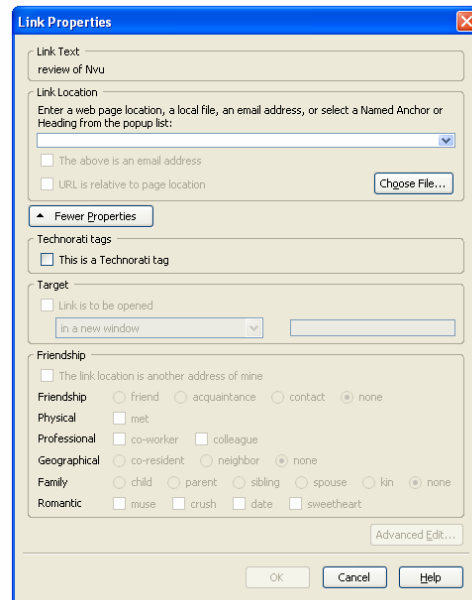 Link Properties
Link Text
review of Nvu
Link Location
Enter a web page location, a local file, an email address, or select a Named Anchor or
Heading from the popup list:
The above is an email address
URL is relative to page location
Choose File...
Fewer Properties
Technorati tags
This is a Technorati tag
Target
Link is to be opened
in a new window
Friendship
The link location is another address of mine
Friendship friend acquaintance contact none
Physical met
Professional co-worker colleague
Geographical co-resident neighbor none
Family child parent sibling spouse kin none
Romantic muse crush date sweetheart
Advanced Edit...
OK Cancel Help